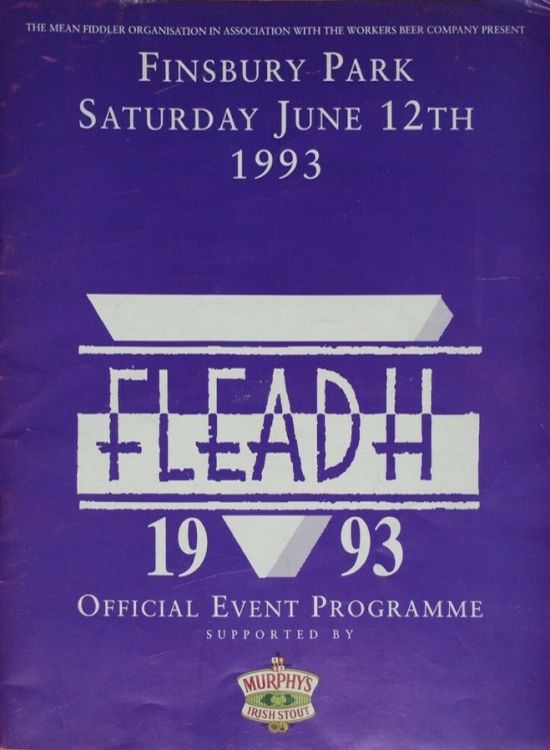 THE MEAN FIDDLER ORGANISATION IN ASSOCIATION WITH THE WORKERS BEER COMPANY PRESENT
FINSBURY PARK
SATURDAY JUNE 12TH
1993
FLEADH
19 93
OFFICIAL EVENT PROGRAMME
SUPPORTED BY
MURPHY'S
IRISH STOUT